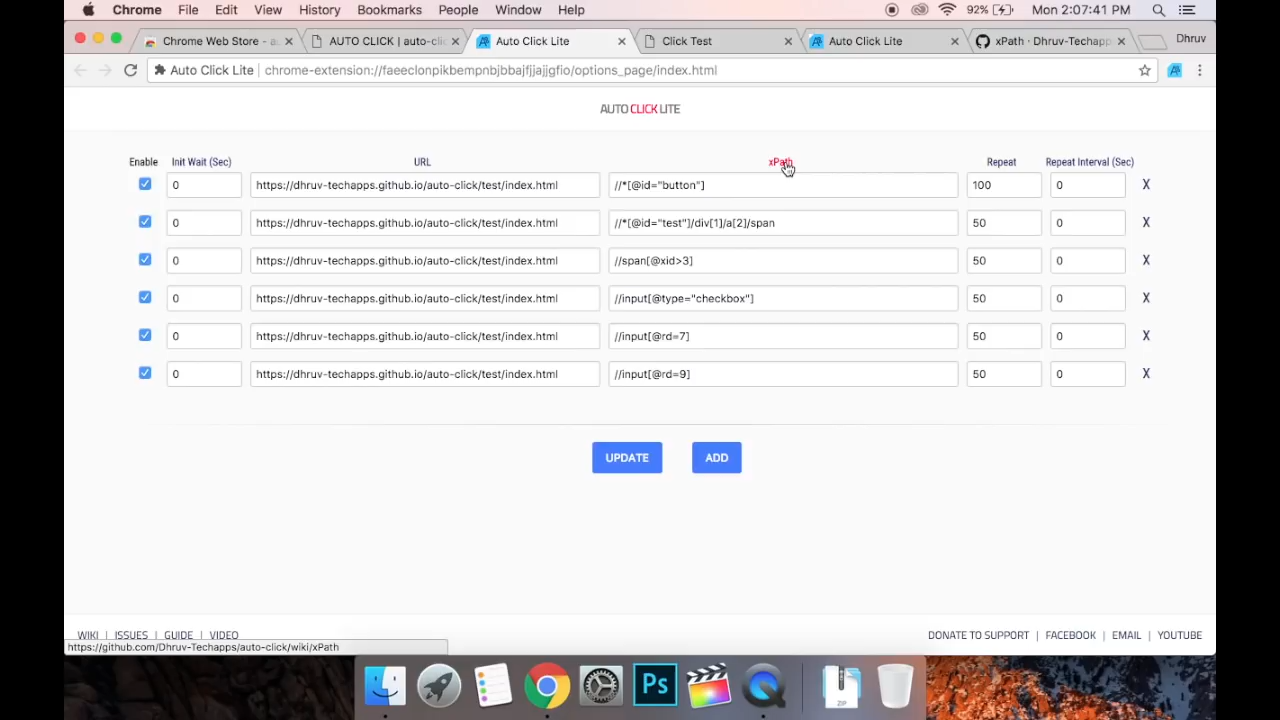 Chrome File Edit View History Bookmarks People Window Help 92% Mon 2:07:41 PM
Chrome Web Store - a AUTO CLICK | auto-clic Auto Click Lite Click Test Auto Click Lite xPath · Dhruv-Techapps Dhruv
Auto Click Lite chrome-extension://faeeclonpikbempnbjbbajfjjajjgfio/options_page/index.html
AUTO CLICK LITE
Enable Init Wait (Sec) URL xPath Repeat Repeat Interval (Sec)
0 https://dhruv-techapps.github.io/auto-click/test/index.html //*[@id="button"] 100 0 X
0 https://dhruv-techapps.github.io/auto-click/test/index.html //*[@id="test"]/div[1]/a[2]/span 50 0 X
0 https://dhruv-techapps.github.io/auto-click/test/index.html //span[@xid>3] 50 0 X
0 https://dhruv-techapps.github.io/auto-click/test/index.html //input[@type="checkbox"] 50 0 X
0 https://dhruv-techapps.github.io/auto-click/test/index.html //input[@rd=7] 50 0 X
0 https://dhruv-techapps.github.io/auto-click/test/index.html //input[@rd=9] 50 0 X
UPDATE ADD
WIKI | ISSUES | GUIDE | VIDEO DONATE TO SUPPORT | FACEBOOK | EMAIL | YOUTUBE
https://github.com/Dhruv-Techapps/auto-click/wiki/xPath
Ps
ZIP